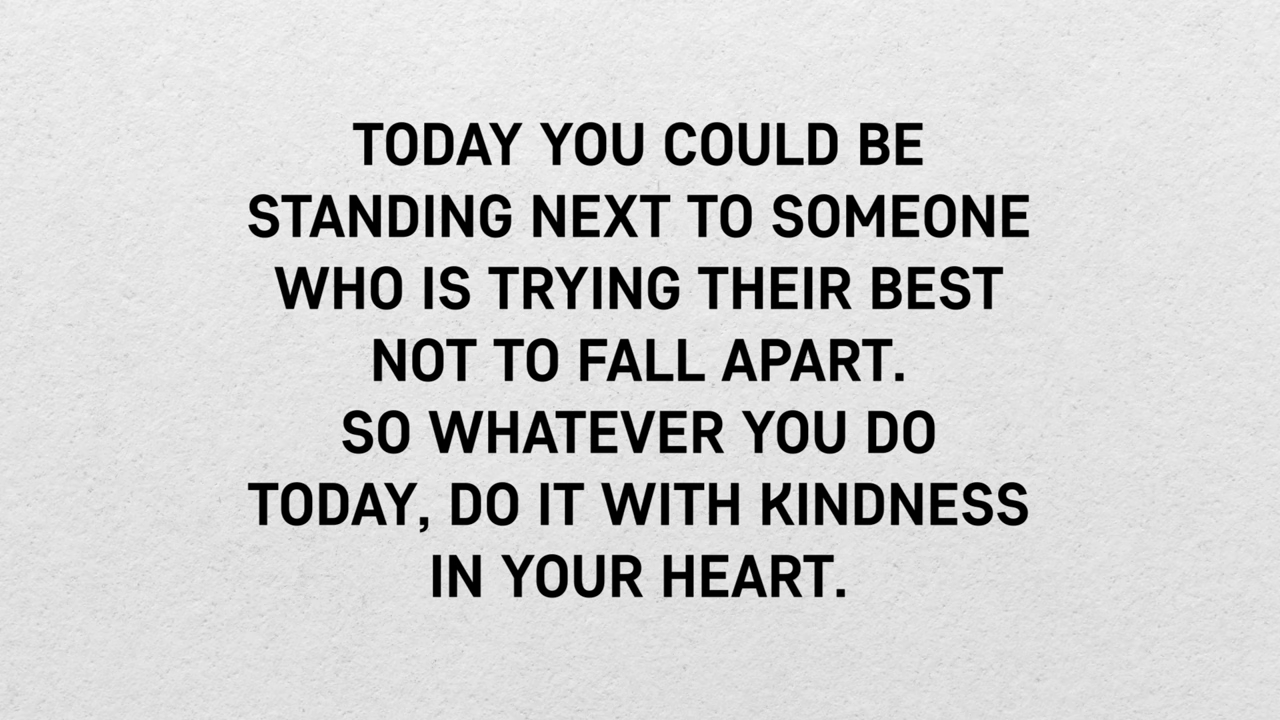 TODAY YOU COULD BE
STANDING NEXT TO SOMEONE
WHO IS TRYING THEIR BEST
NOT TO FALL APART.
SO WHATEVER YOU DO
TODAY, DO IT WITH KINDNESS
IN YOUR HEART.